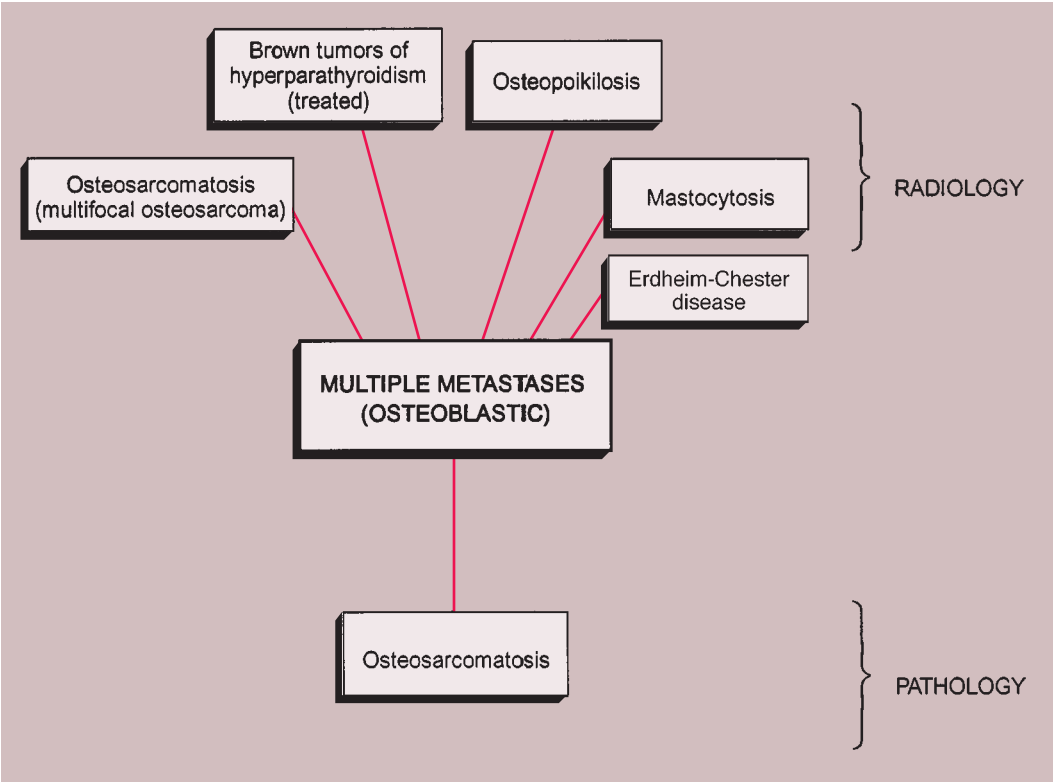 Brown tumors of
hyperparathyroidism
(treated)
Osteopoikilosis
Osteosarcomatosis
(multifocal osteosarcoma)
Mastocytosis
RADIOLOGY
Erdheim-Chester
disease
MULTIPLE METASTASES
(OSTEOBLASTIC)
Osteosarcomatosis
PATHOLOGY